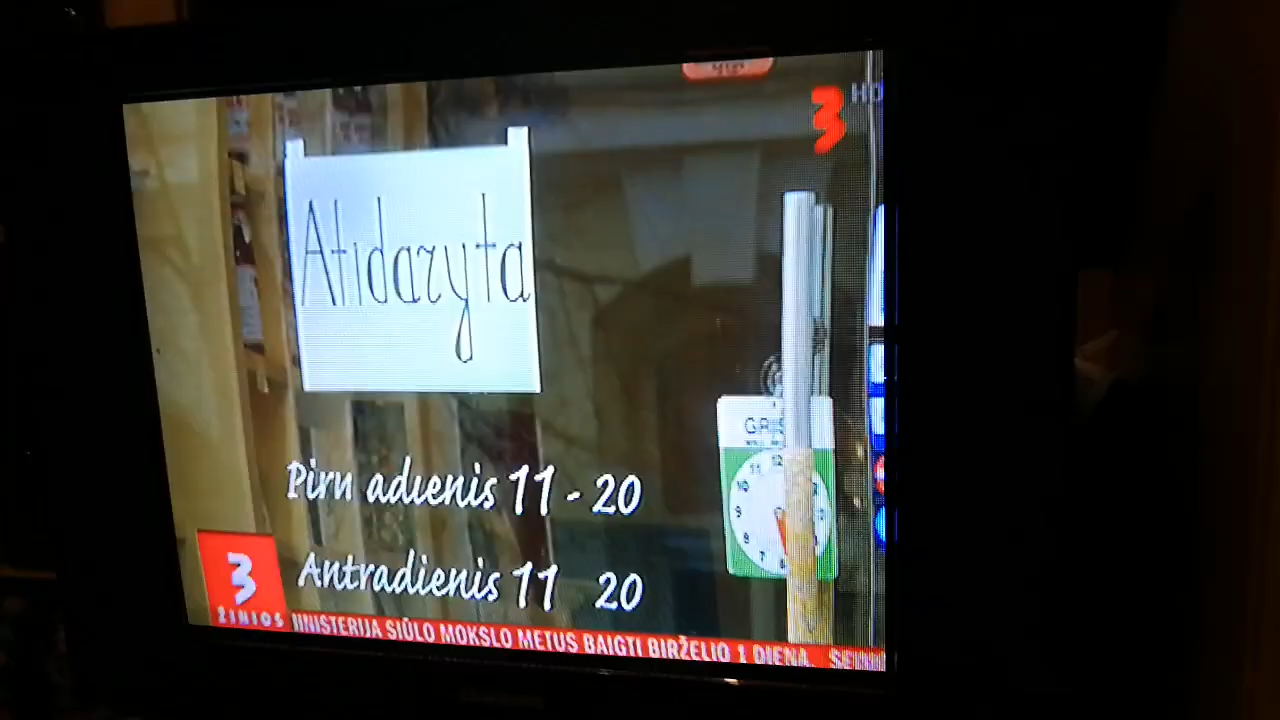 3 HD
Atidaryta
Pirm adienis 11 - 20
Antradienis 11 20
3
ŽINIOS
INISTERIJA SIŪLO MOKSLO METUS BAIGTI BIRŽELIO 1 DIENĄ.